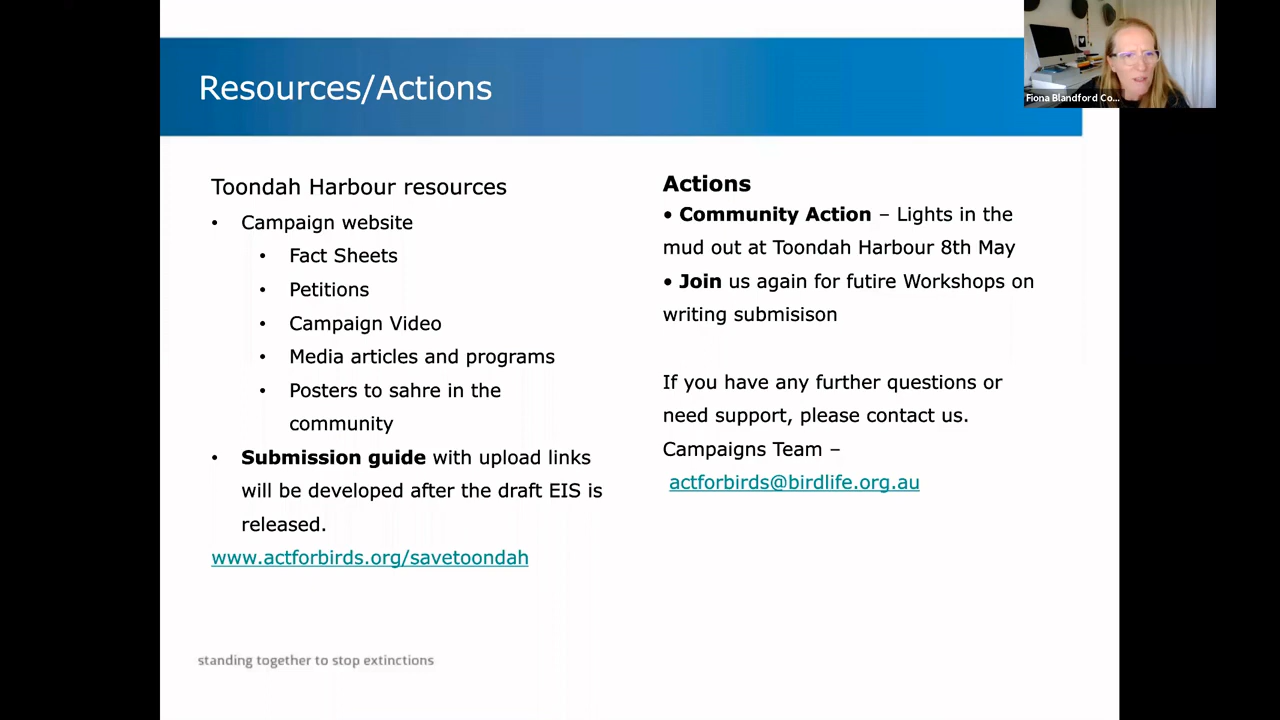 Resources/Actions
Fiona Blandford Co...
Toondah Harbour resources
• Campaign website
• Fact Sheets
• Petitions
• Campaign Video
• Media articles and programs
• Posters to sahre in the
community
• Submission guide with upload links
will be developed after the draft EIS is
released.
www.actforbirds.org/savetoondah
Actions
• Community Action – Lights in the
mud out at Toondah Harbour 8th May
• Join us again for futire Workshops on
writing submisison
If you have any further questions or
need support, please contact us.
Campaigns Team –
actforbirds@birdlife.org.au
standing together to stop extinctions